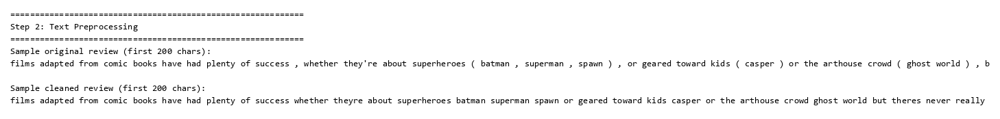 ============================================================
Step 2: Text Preprocessing
============================================================
Sample original review (first 200 chars):
films adapted from comic books have had plenty of success , whether they're about superheroes ( batman , superman , spawn ) , or geared toward kids ( casper ) or the arthouse crowd ( ghost world ) , b
Sample cleaned review (first 200 chars):
films adapted from comic books have had plenty of success whether theyre about superheroes batman superman spawn or geared toward kids casper or the arthouse crowd ghost world but theres never really